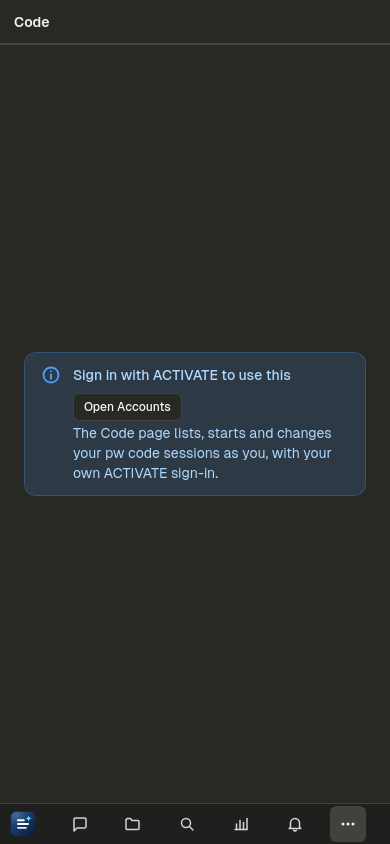 Code
Sign in with ACTIVATE to use this
Open Accounts
The Code page lists, starts and changes
your pw code sessions as you, with your
own ACTIVATE sign-in.